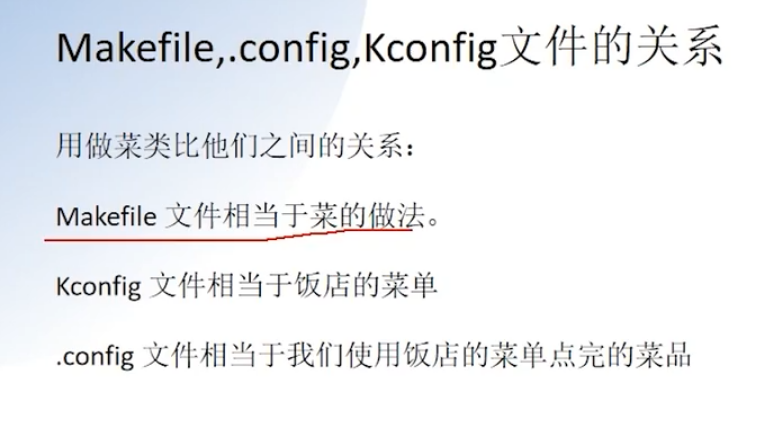 Makefile,.config,Kconfig文件的关系
用做菜类比他们之间的关系：
Makefile 文件相当于菜的做法。
Kconfig 文件相当于饭店的菜单
.config 文件相当于我们使用饭店的菜单点完的菜品